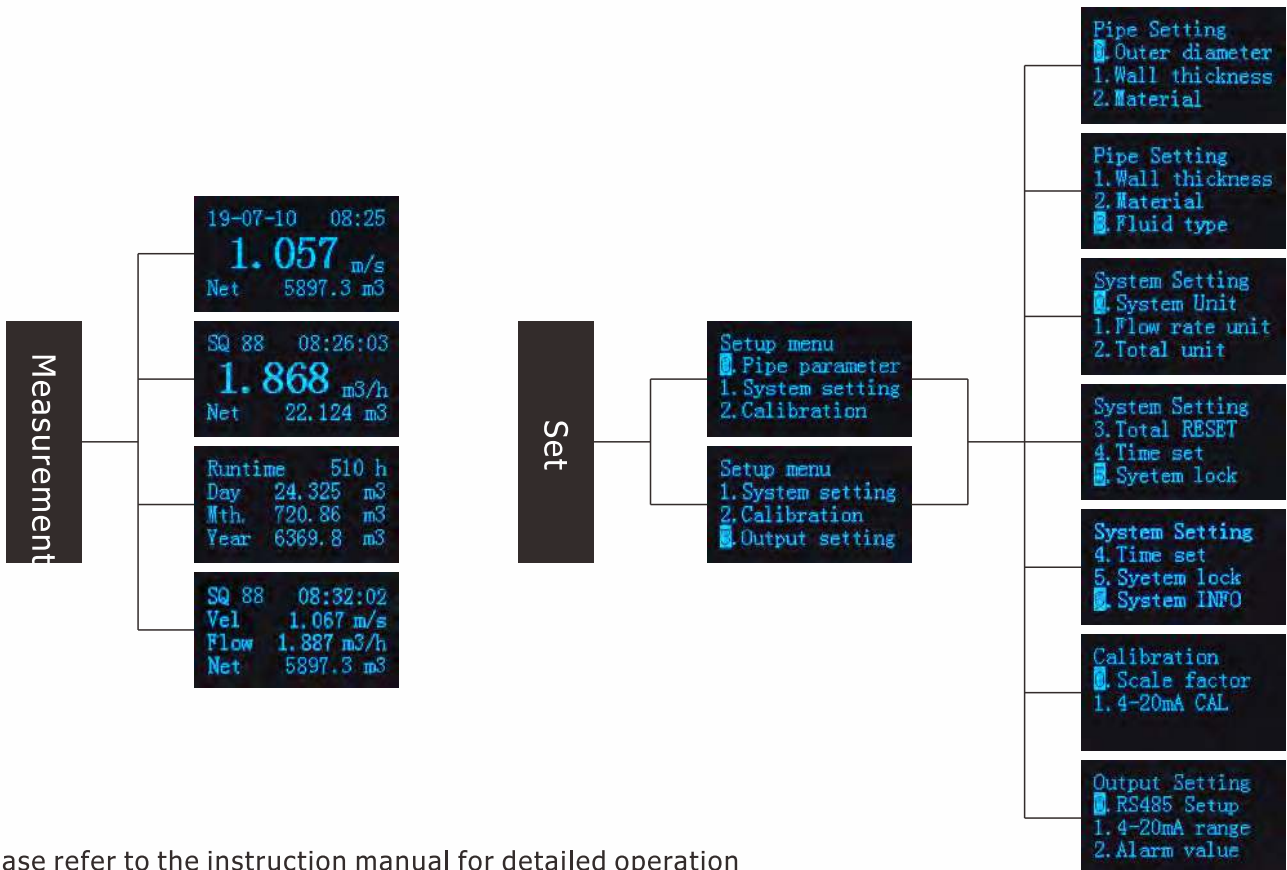 Measurement
19-07-10 08:25
1.057 m/s
Net 5897.3 m3
SQ 88 08:26:03
1.868 m3/h
Net 22.124 m3
Runtime 510 h
Day 24.325 m3
Mth. 720.86 m3
Year 6369.8 m3
SQ 88 08:32:02
Vel 1.067 m/s
Flow 1.887 m3/h
Net 5897.3 m3
Set
Setup menu
0.Pipe parameter
1.System setting
2.Calibration
Setup menu
1.System setting
2.Calibration
3.Output setting
Pipe Setting
0.Outer diameter
1.Wall thickness
2.Material
Pipe Setting
1.Wall thickness
2.Material
3.Fluid type
System Setting
0.System Unit
1.Flow rate unit
2.Total unit
System Setting
3.Total RESET
4.Time set
5.Syetem lock
System Setting
4.Time set
5.Syetem lock
6.System INFO
Calibration
0.Scale factor
1.4-20mA CAL
Output Setting
0.RS485 Setup
1.4-20mA range
2.Alarm value
ase refer to the instruction manual for detailed operation